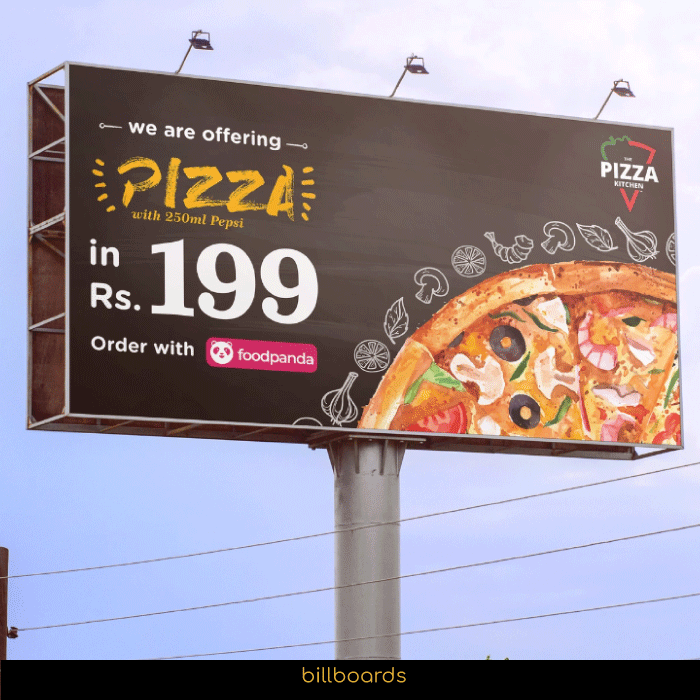 we are offering
PIZZA
with 250ml Pepsi
in
Rs. 199
Order with foodpanda
THE
PIZZA
KITCHEN
billboards